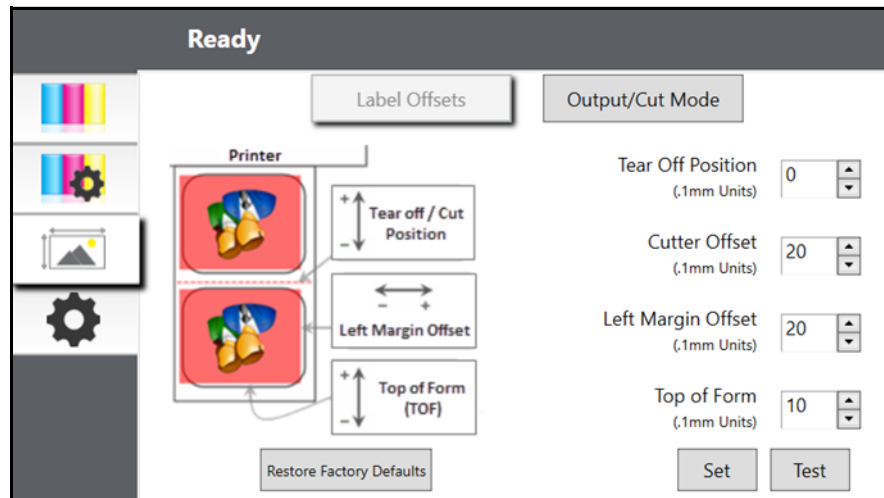 Ready
Label Offsets
Output/Cut Mode
Printer
+
Tear off / Cut
Position
−
− +
Left Margin Offset
+
Top of Form
(TOF)
−
Tear Off Position
(.1mm Units)
0
Cutter Offset
(.1mm Units)
20
Left Margin Offset
(.1mm Units)
20
Top of Form
(.1mm Units)
10
Restore Factory Defaults
Set
Test